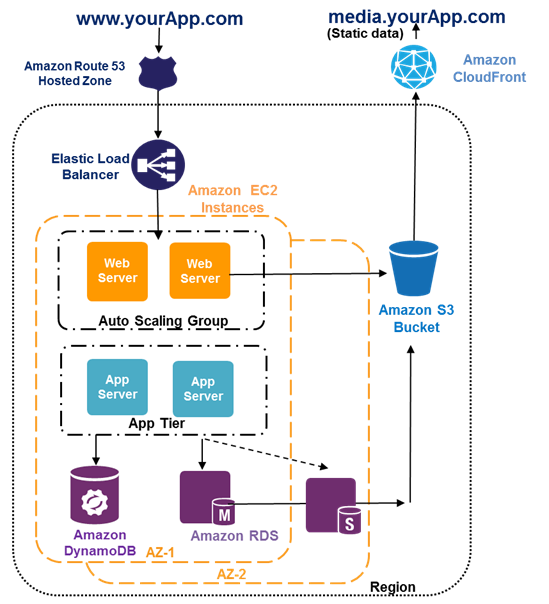 www.yourApp.com
media.yourApp.com
(Static data)
Amazon Route 53
Hosted Zone
Amazon
CloudFront
Elastic Load
Balancer
Amazon EC2
Instances
Web
Server
Web
Server
Auto Scaling Group
Amazon S3
Bucket
App
Server
App
Server
App Tier
M
S
Amazon
DynamoDB
Amazon RDS
AZ-1
AZ-2
Region